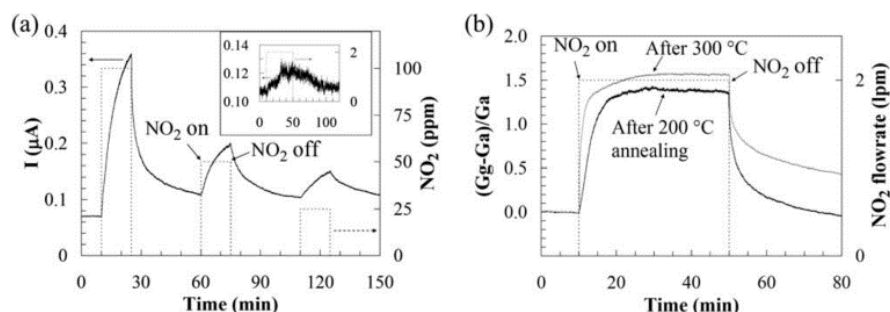 (a)
0.4
0.3
0.2
0.1
0
I (µA)
0
30
60
90
120
150
Time (min)
100
75
50
25
0
NO2 (ppm)
NO2 on
NO2 off
0.14
0.12
0.10
2
1
0
0
50
100
(b)
2.0
1.5
1.0
0.5
0.0
(Gg-Ga)/Ga
0
20
40
60
80
Time (min)
2
0
NO2 flowrate (lpm)
NO2 on
After 300 °C
NO2 off
After 200 °C
annealing